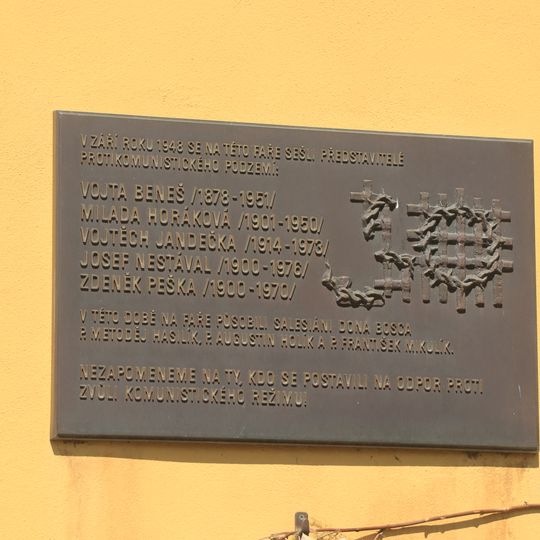 V ZÁŘÍ ROKU 1948 SE NA TÉTO FAŘE SEŠLI PŘEDSTAVITELÉ
PROTIKOMUNISTICKÉHO PODZEMÍ:
VOJTA BENEŠ /1878-1951/
MILADA HORÁKOVÁ /1901-1950/
VOJTĚCH JANDEČKA /1914-1973/
JOSEF NESTÁVAL /1900-1976/
ZDENĚK PEŠKA /1900-1970/
V TÉTO DOBĚ NA FAŘE PŮSOBILI SALESIÁNI DONA BOSCA
P. METODĚJ HASILÍK, P. AUGUSTIN HOLÍK A P. FRANTIŠEK MIKULÍK.
NEZAPOMENEME NA TY, KDO SE POSTAVILI NA ODPOR PROTI
ZVŮLI KOMUNISTICKÉHO REŽIMU!